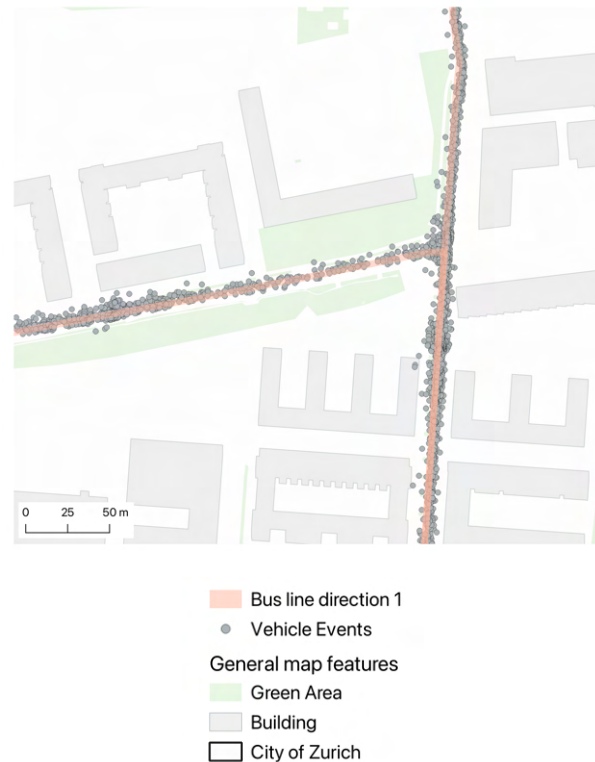 0 25 50 m
Bus line direction 1
Vehicle Events
General map features
Green Area
Building
City of Zurich